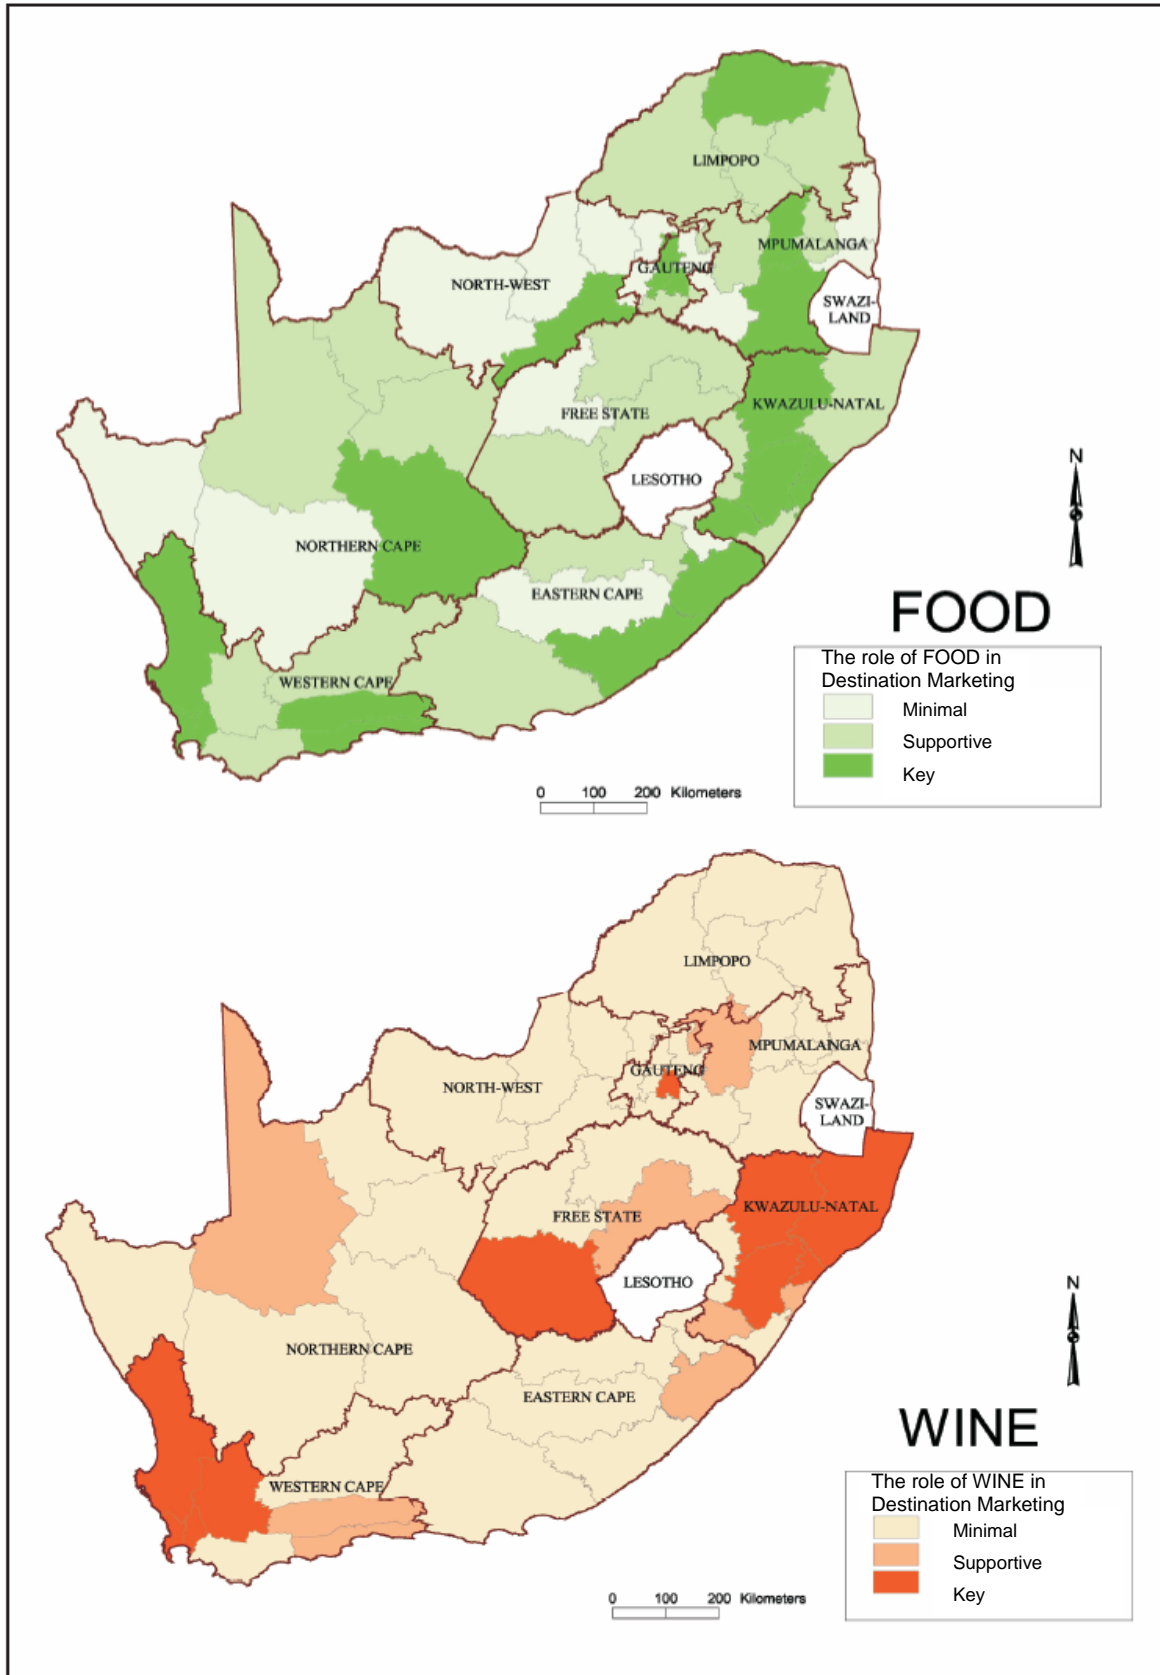 LIMPOPO
MPUMALANGA
GAUTENG
NORTH-WEST
SWAZI-
LAND
KWAZULU-NATAL
FREE STATE
LESOTHO
N
NORTHERN CAPE
EASTERN CAPE
WESTERN CAPE
FOOD
The role of FOOD in
Destination Marketing
Minimal
Supportive
Key
0 100 200 Kilometers
LIMPOPO
MPUMALANGA
GAUTENG
NORTH-WEST
SWAZI-
LAND
KWAZULU-NATAL
FREE STATE
LESOTHO
N
NORTHERN CAPE
EASTERN CAPE
WESTERN CAPE
WINE
The role of WINE in
Destination Marketing
Minimal
Supportive
Key
0 100 200 Kilometers